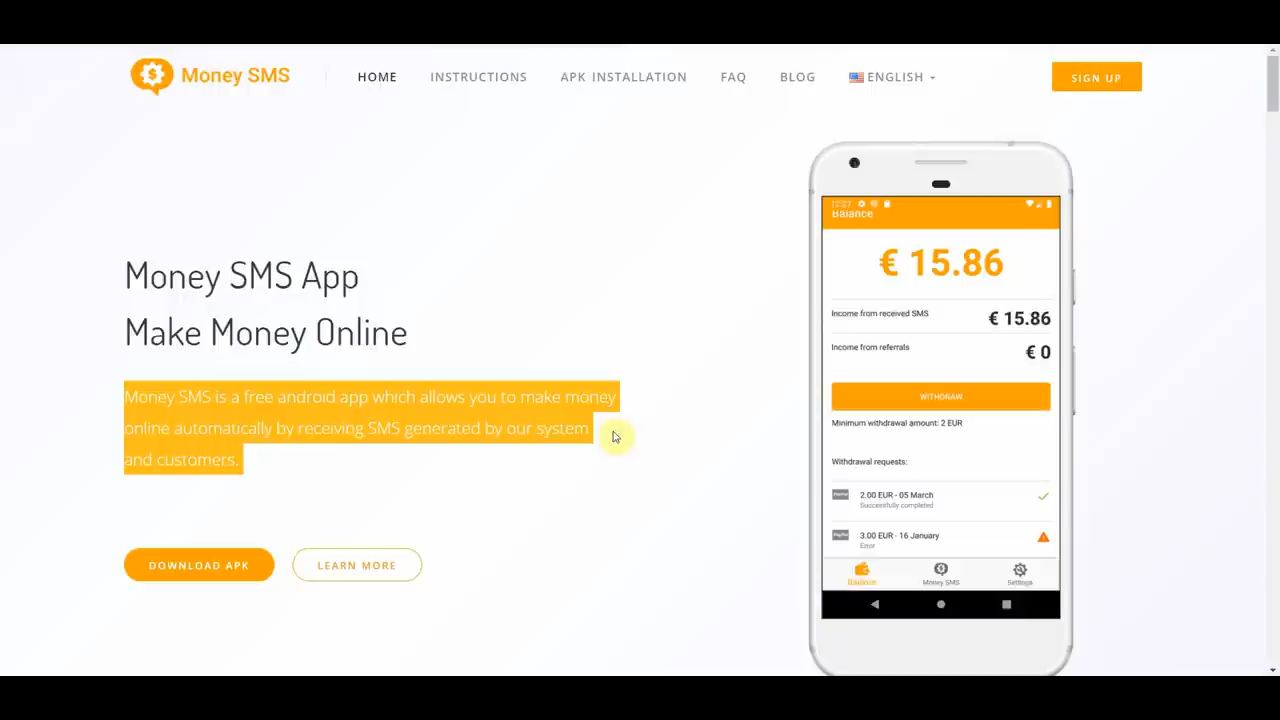 Money SMS
HOME
INSTRUCTIONS
APK INSTALLATION
FAQ
BLOG
ENGLISH
SIGN UP
Money SMS App
Make Money Online
Money SMS is a free android app which allows you to make money
online automatically by receiving SMS generated by our system
and customers.
DOWNLOAD APK
LEARN MORE
Balance
€ 15.86
Income from received SMS
€ 15.86
Income from referrals
€ 0
WITHDRAW
Minimum withdrawal amount: 2 EUR
Withdrawal requests:
2.00 EUR - 05 March
Successfully completed
3.00 EUR - 16 January
Error
Balance
Money SMS
Settings